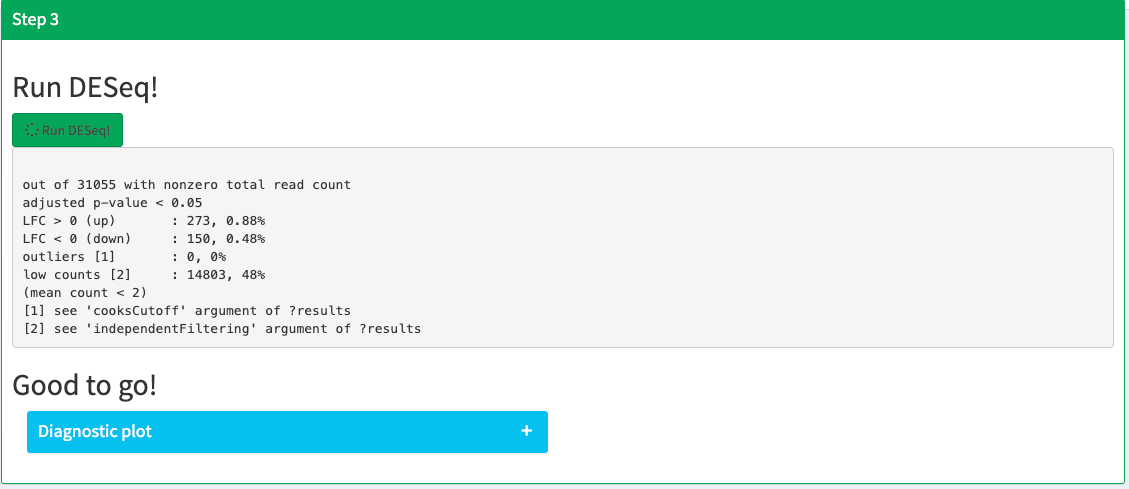 Step 3
Run DESeq!
Run DESeq!
out of 31055 with nonzero total read count
adjusted p-value < 0.05
LFC > 0 (up)       : 273, 0.88%
LFC < 0 (down)     : 150, 0.48%
outliers [1]       : 0, 0%
low counts [2]     : 14803, 48%
(mean count < 2)
[1] see 'cooksCutoff' argument of ?results
[2] see 'independentFiltering' argument of ?results
Good to go!
Diagnostic plot +